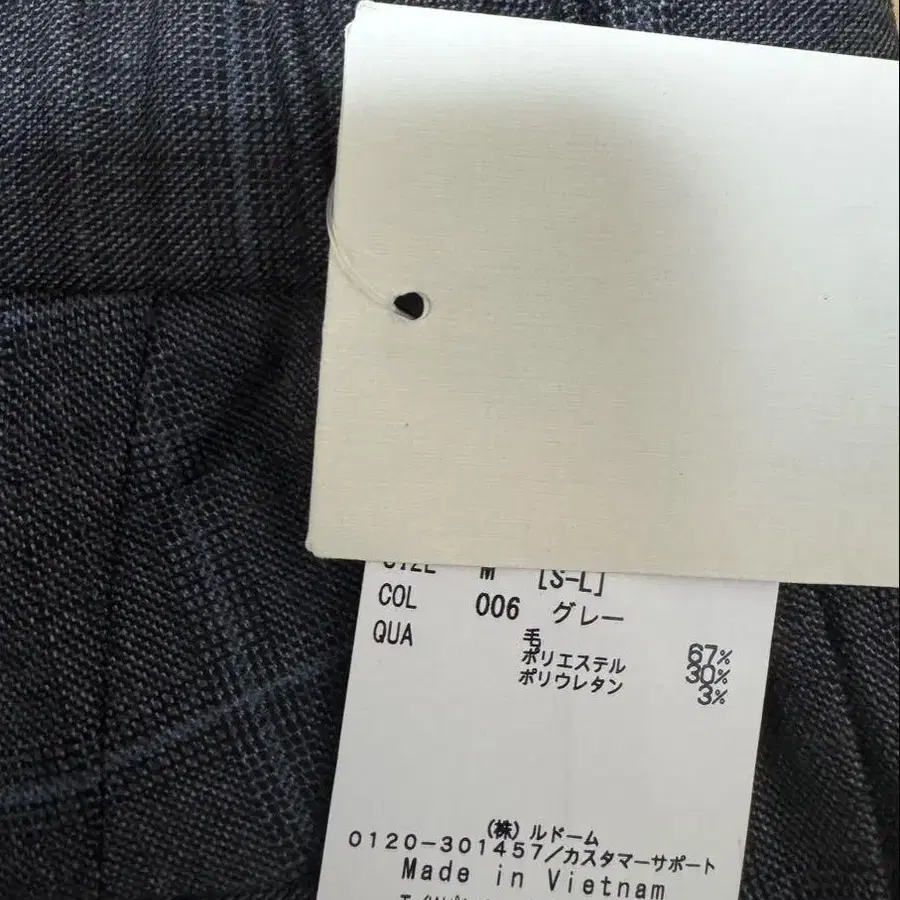 SIZE M [S-L]
COL 006 グレー
QUA 毛 67%
ポリエステル 30%
ポリウレタン 3%
(株)ルドーム
0120-301457/カスタマーサポート
Made in Vietnam